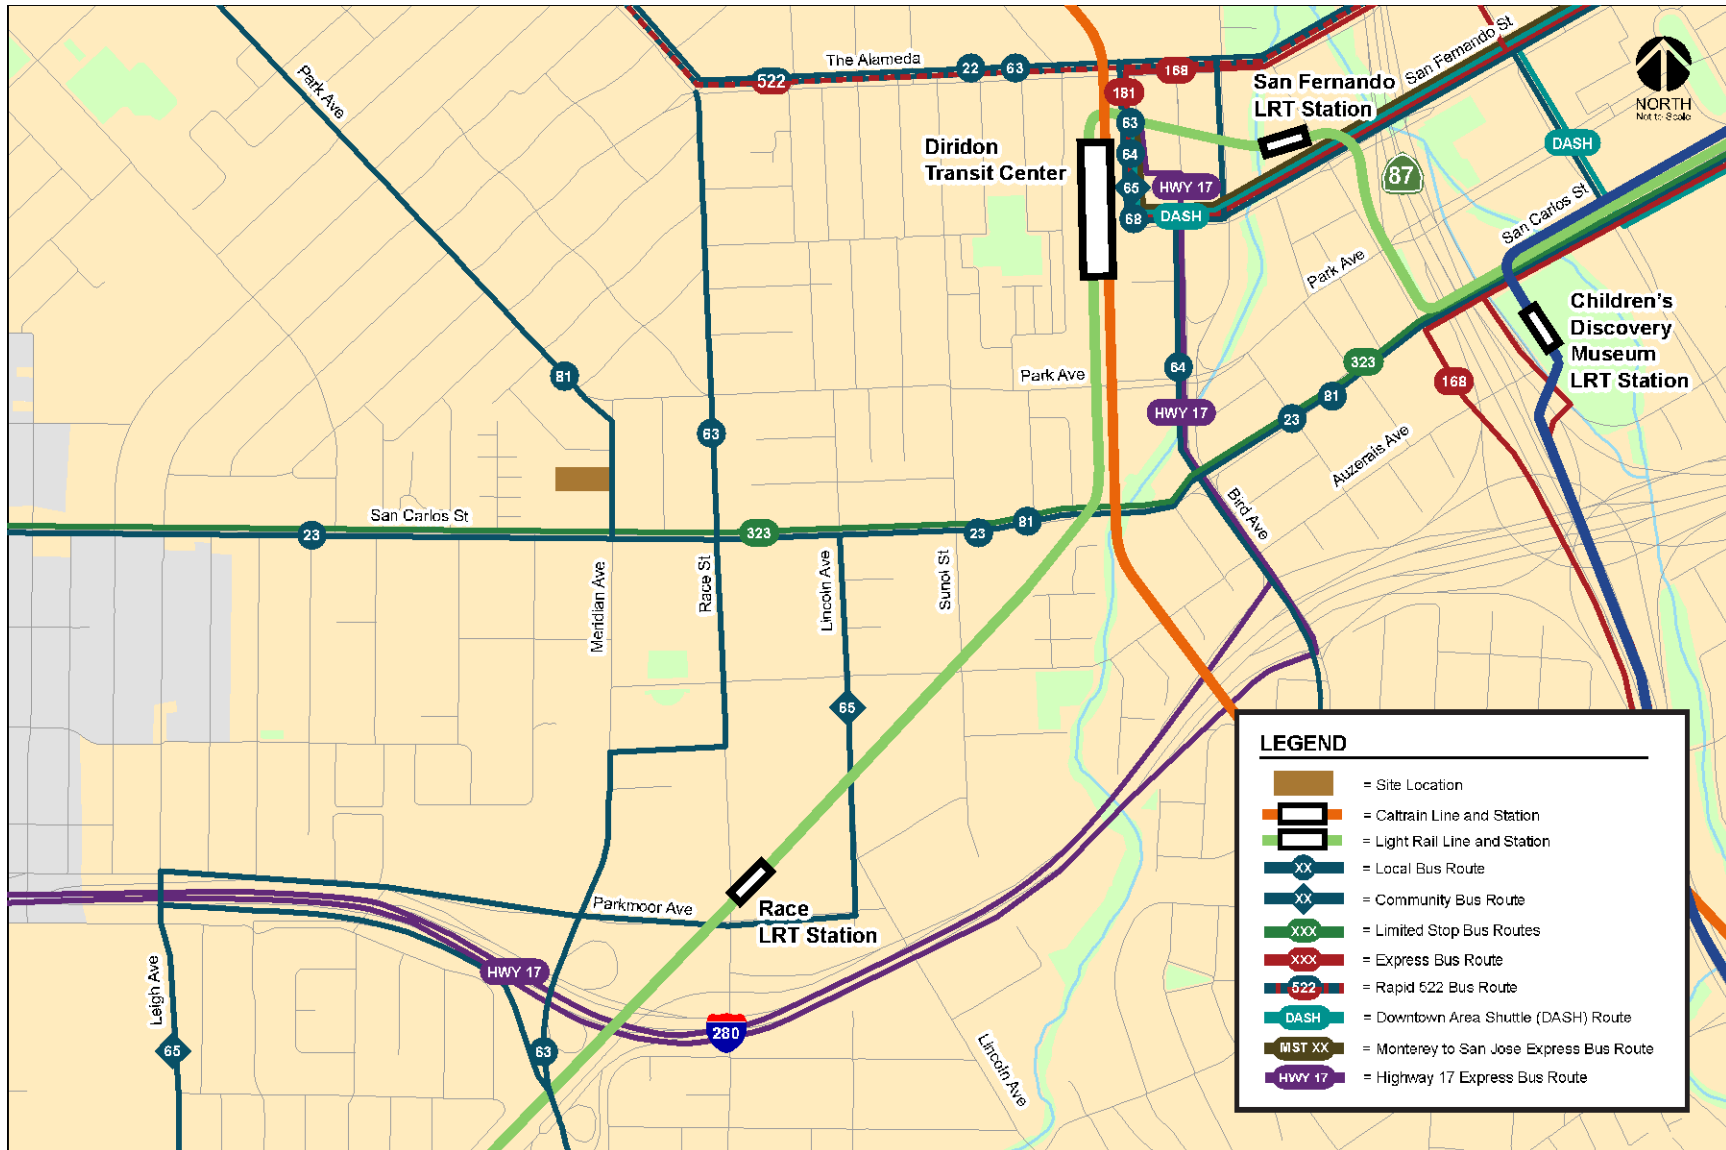 Park Ave
The Alameda
522
22
63
168
181
San Fernando
LRT Station
San Fernando St
NORTH
Not to Scale
63
64
65
68
HWY 17
DASH
Diridon
Transit Center
87
DASH
San Carlos St
Park Ave
Children's
Discovery
Museum
LRT Station
81
63
Park Ave
64
HWY 17
323
81
23
168
Auzerais Ave
Bird Ave
San Carlos St
23
323
23
81
Meridian Ave
Race St
Lincoln Ave
Sunol St
65
Parkmoor Ave
Race
LRT Station
HWY 17
Leigh Ave
65
63
280
Lincoln Ave
LEGEND
= Site Location
= Caltrain Line and Station
= Light Rail Line and Station
XX = Local Bus Route
XX = Community Bus Route
XXX = Limited Stop Bus Routes
XXX = Express Bus Route
522 = Rapid 522 Bus Route
DASH = Downtown Area Shuttle (DASH) Route
MST XX = Monterey to San Jose Express Bus Route
HWY 17 = Highway 17 Express Bus Route